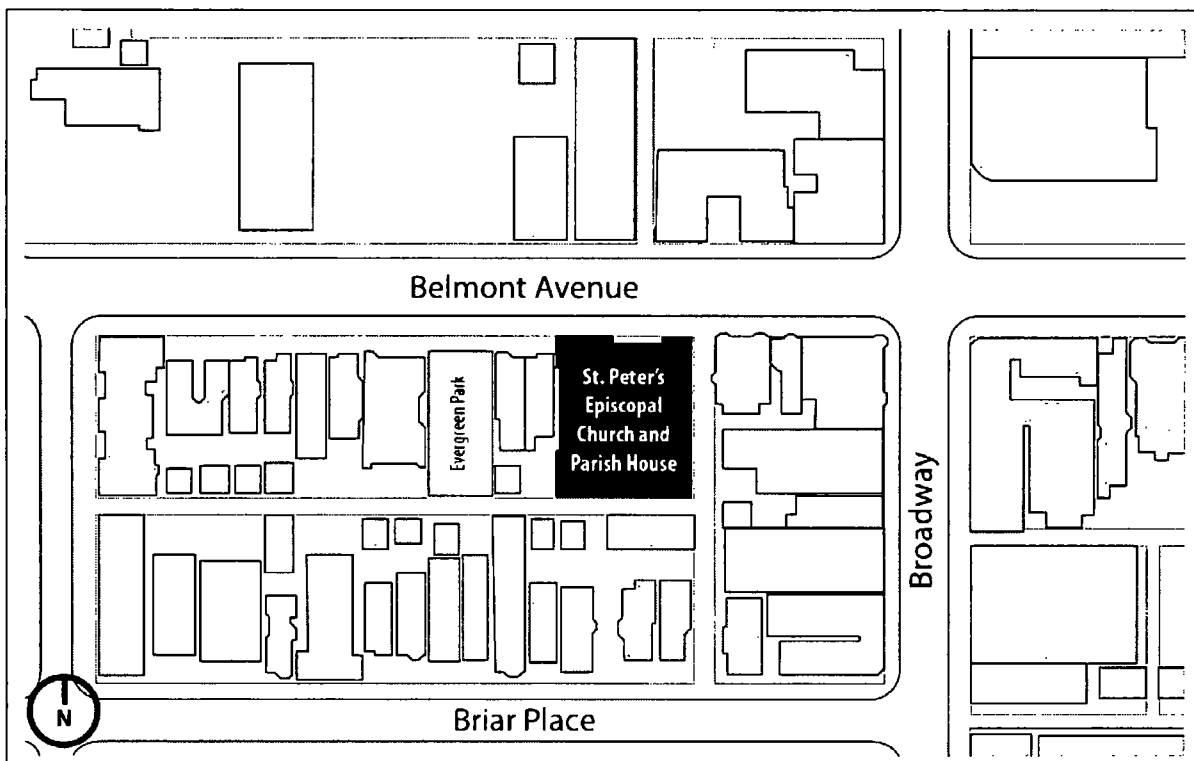 Belmont Avenue
Evergreen Park
St. Peter's
Episcopal
Church and
Parish House
Broadway
Briar Place
N